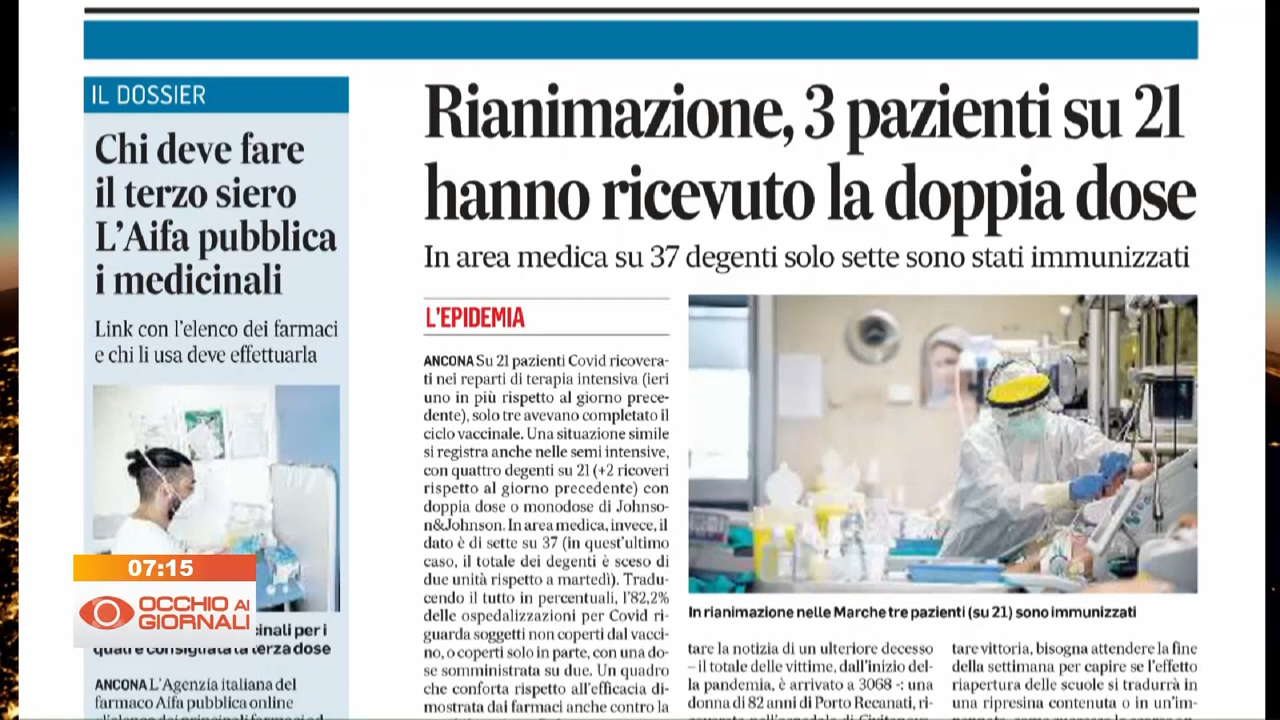 IL DOSSIER
Chi deve fare
il terzo siero
L'Aifa pubblica
i medicinali
Link con l'elenco dei farmaci
e chi li usa deve effettuarla
07:15
OCCHIO AI
GIORNALI
cinali per i
quali è consigliata la terza dose
ANCONA L'Agenzia italiana del
farmaco Aifa pubblica online
Rianimazione, 3 pazienti su 21
hanno ricevuto la doppia dose
In area medica su 37 degenti solo sette sono stati immunizzati
L'EPIDEMIA
ANCONA Su 21 pazienti Covid ricovera-
ti nei reparti di terapia intensiva (ieri
uno in più rispetto al giorno prece-
dente), solo tre avevano completato il
ciclo vaccinale. Una situazione simile
si registra anche nelle semi intensive,
con quattro degenti su 21 (+2 ricoveri
rispetto al giorno precedente) con
doppia dose o monodose di Johnso-
n&Johnson. In area medica, invece, il
dato è di sette su 37 (in quest'ultimo
caso, il totale dei degenti è sceso di
due unità rispetto a martedì). Tradu-
cendo il tutto in percentuali, l'82,2%
delle ospedalizzazioni per Covid ri-
guarda soggetti non coperti dal vacci-
no, o coperti solo in parte, con una do-
se somministrata su due. Un quadro
che conforta rispetto all'efficacia di-
mostrata dai farmaci anche contro la
In rianimazione nelle Marche tre pazienti (su 21) sono immunizzati
tare la notizia di un ulteriore decesso
– il totale delle vittime, dall'inizio del-
la pandemia, è arrivato a 3068 -: una
donna di 82 anni di Porto Recanati, ri-
tare vittoria, bisogna attendere la fine
della settimana per capire se l'effetto
riapertura delle scuole si tradurrà in
una ripresina contenuta o in un'im-